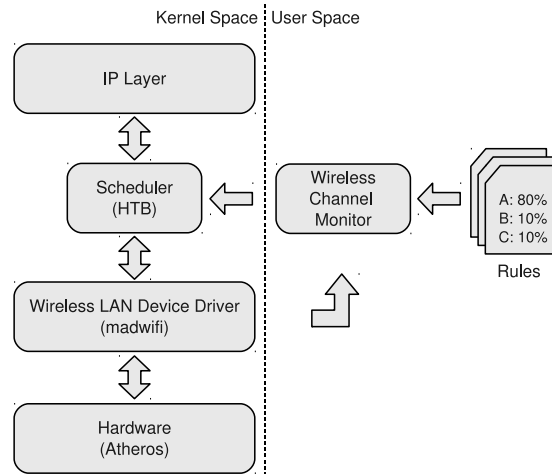 Kernel Space
User Space
IP Layer
Scheduler
(HTB)
Wireless
Channel
Monitor
A: 80%
B: 10%
C: 10%
Rules
Wireless LAN Device Driver
(madwifi)
Hardware
(Atheros)